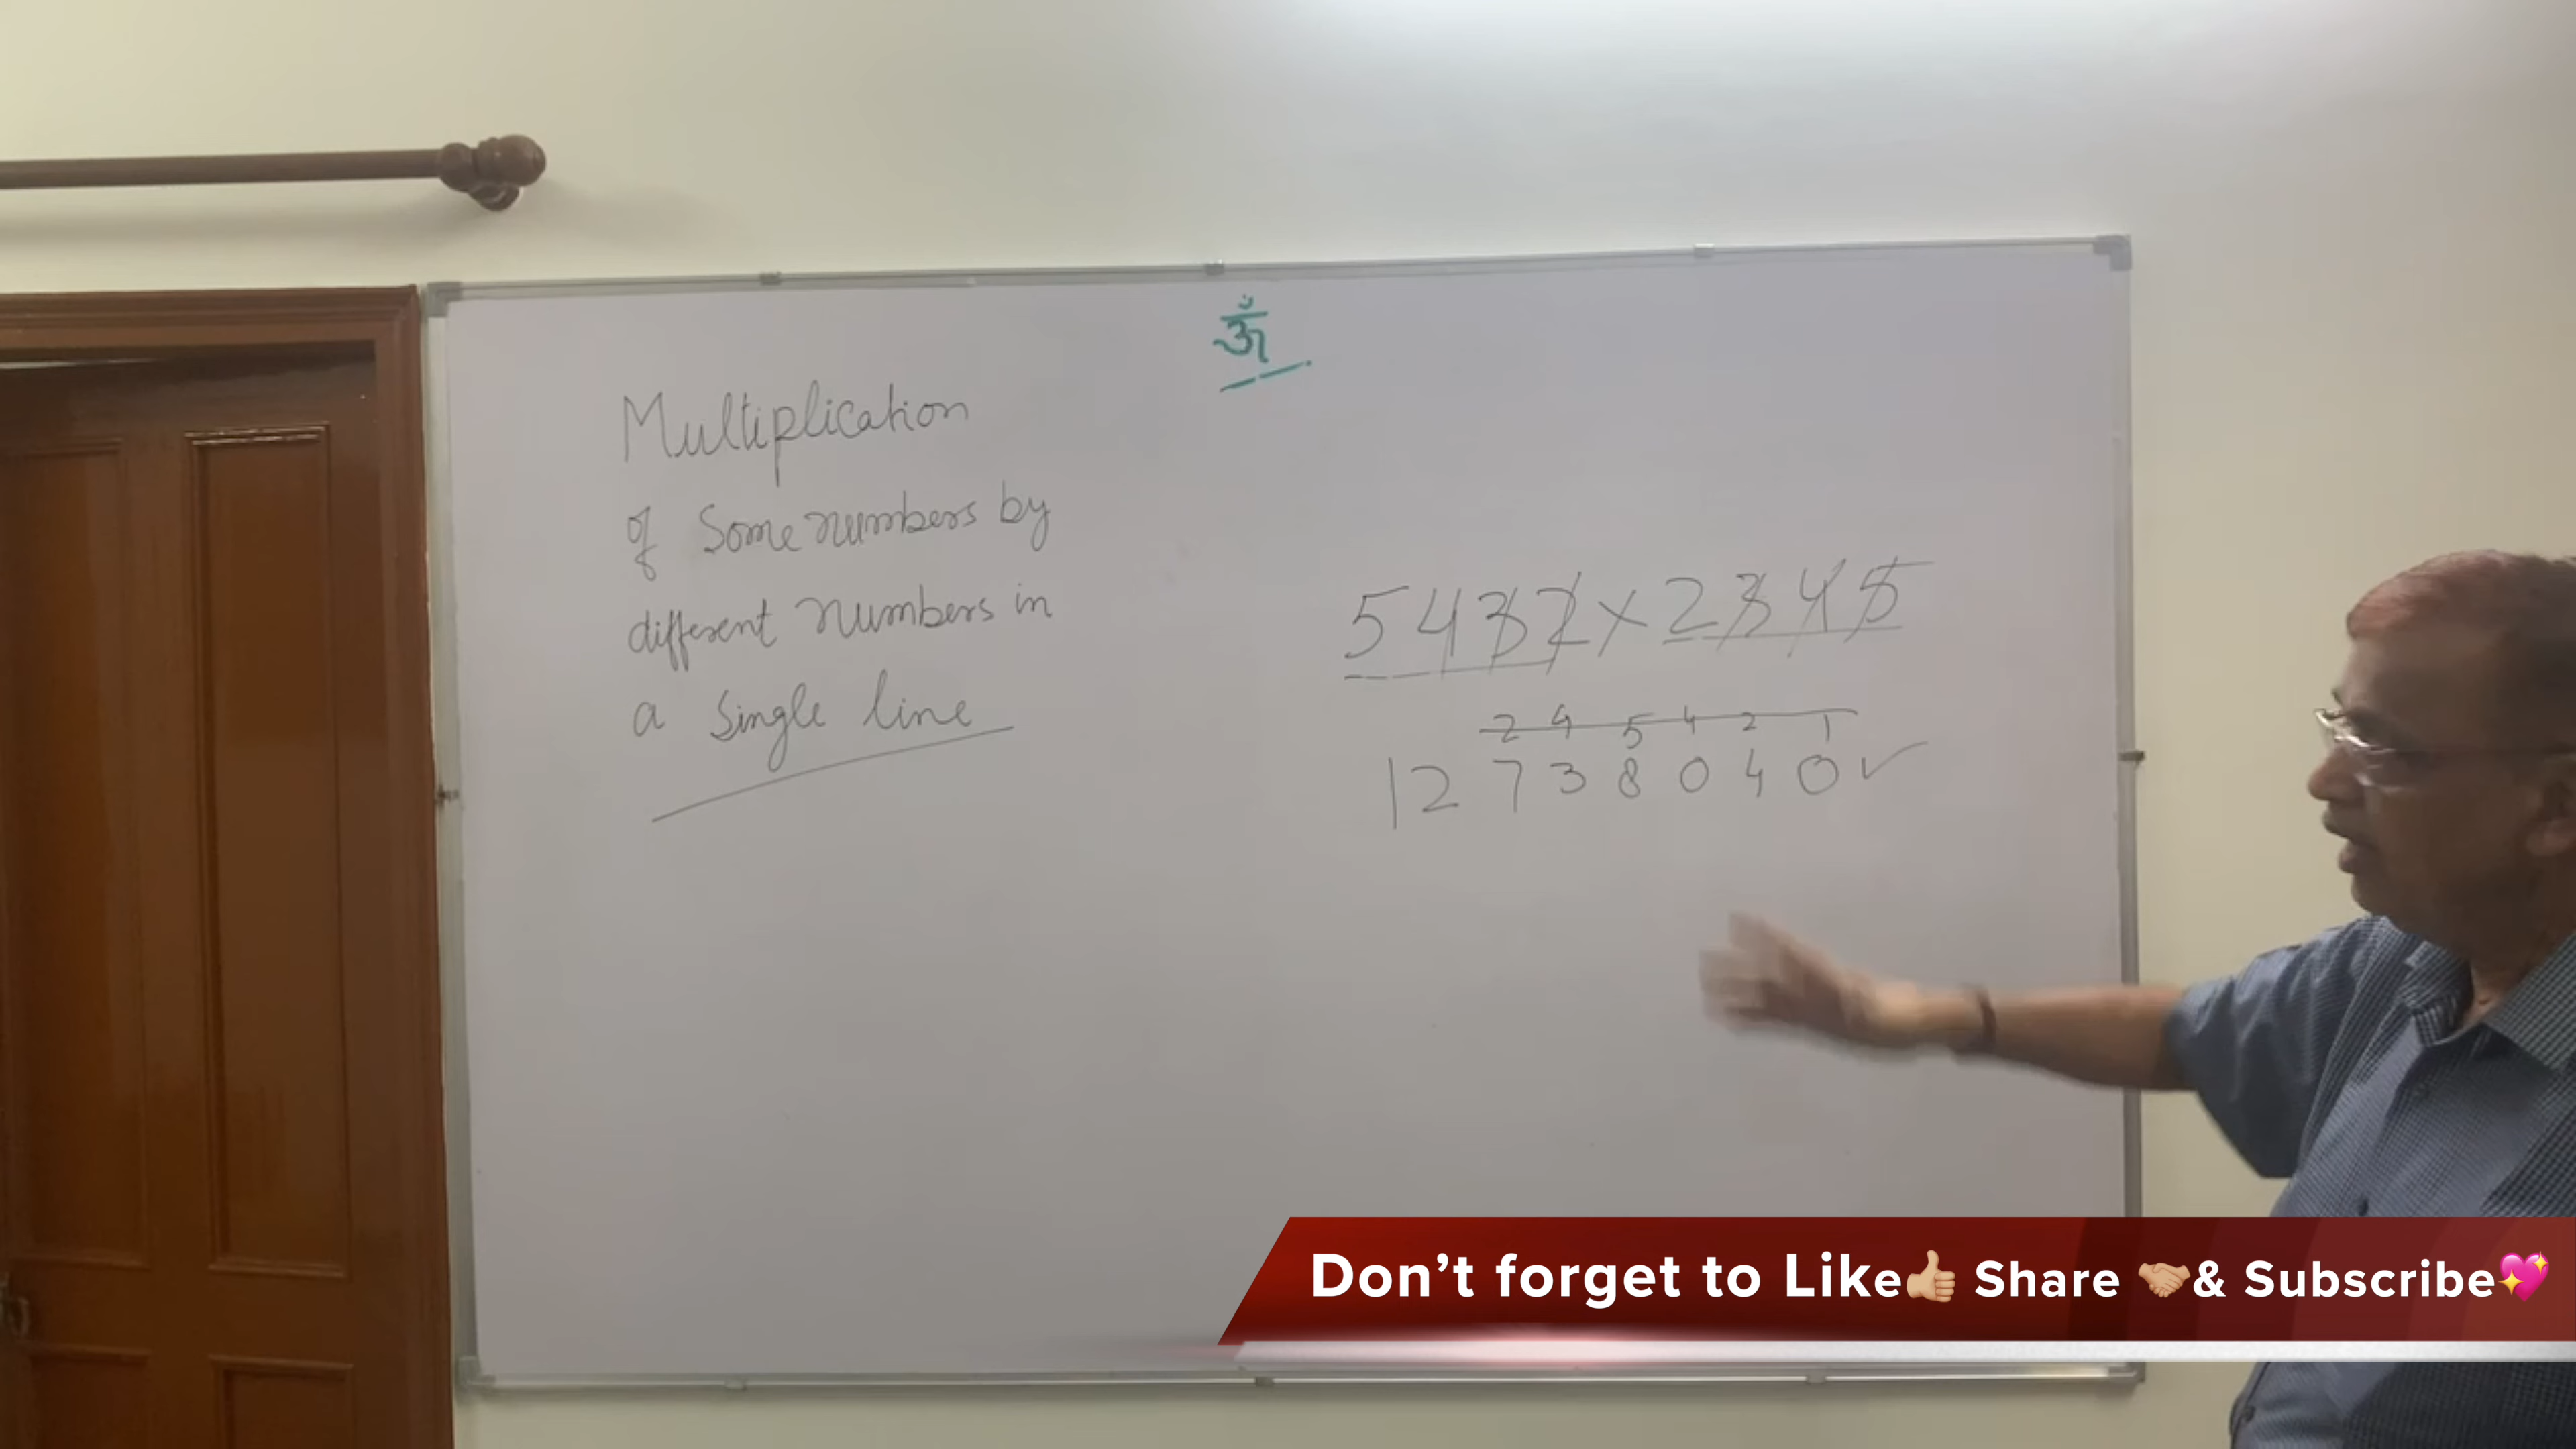 ॐ
Multiplication
of Some numbers by
different numbers in
a single line
5432 × 2345
2 4 5 4 2 1
12738040 ✓
Don’t forget to Like👍🏼 Share 🤝🏼& Subscribe💖